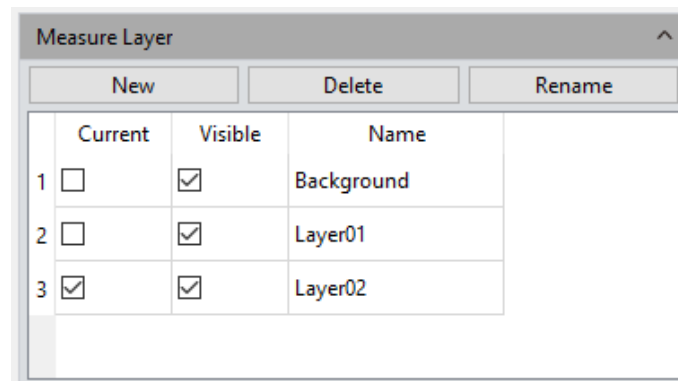 Measure Layer
New Delete Rename
Current Visible Name
1 Background
2 Layer01
3 Layer02